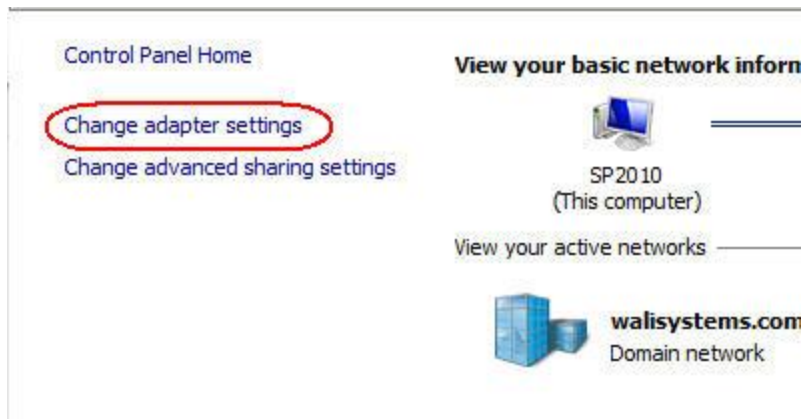 Control Panel Home
Change adapter settings
Change advanced sharing settings
View your basic network
SP2010
(This computer)
View your active networks
walisystems.com
Domain network